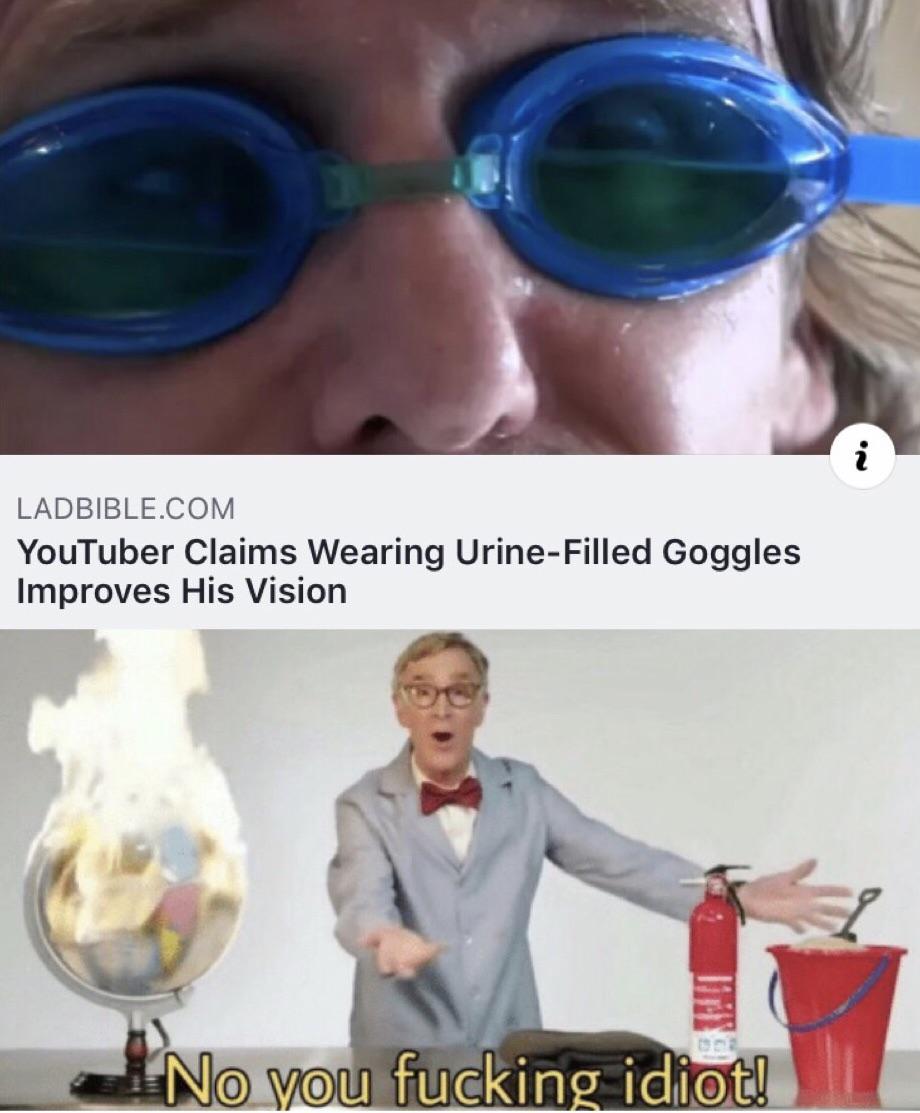 LADBIBLE.COM
YouTuber Claims Wearing Urine-Filled Goggles
Improves His Vision
No you fucking idiot!